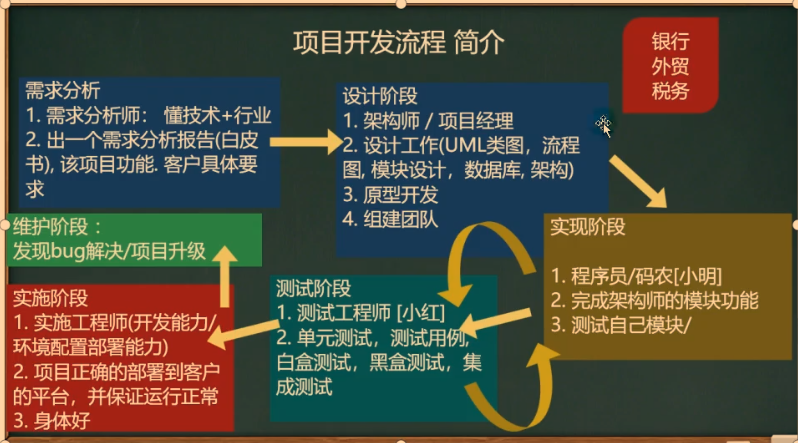 项目开发流程 简介
银行
外贸
税务
需求分析
1. 需求分析师： 懂技术+行业
2. 出一个需求分析报告(白皮
书), 该项目功能. 客户具体要
求
设计阶段
1. 架构师 / 项目经理
2. 设计工作(UML类图，流程
图, 模块设计，数据库, 架构)
3. 原型开发
4. 组建团队
实现阶段
1. 程序员/码农[小明]
2. 完成架构师的模块功能
3. 测试自己模块/
测试阶段
1. 测试工程师 [小红]
2. 单元测试，测试用例,
白盒测试，黑盒测试，集
成测试
实施阶段
1. 实施工程师(开发能力/
环境配置部署能力)
2. 项目正确的部署到客户
的平台，并保证运行正常
3. 身体好
维护阶段：
发现bug解决/项目升级